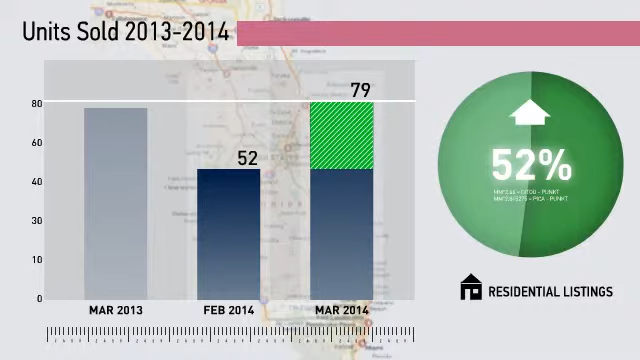 Units Sold 2013-2014
79
80
52
60
52%
40
30
10
0
MAR 2013
FEB 2014
MAR 2014
RESIDENTIAL LISTINGS